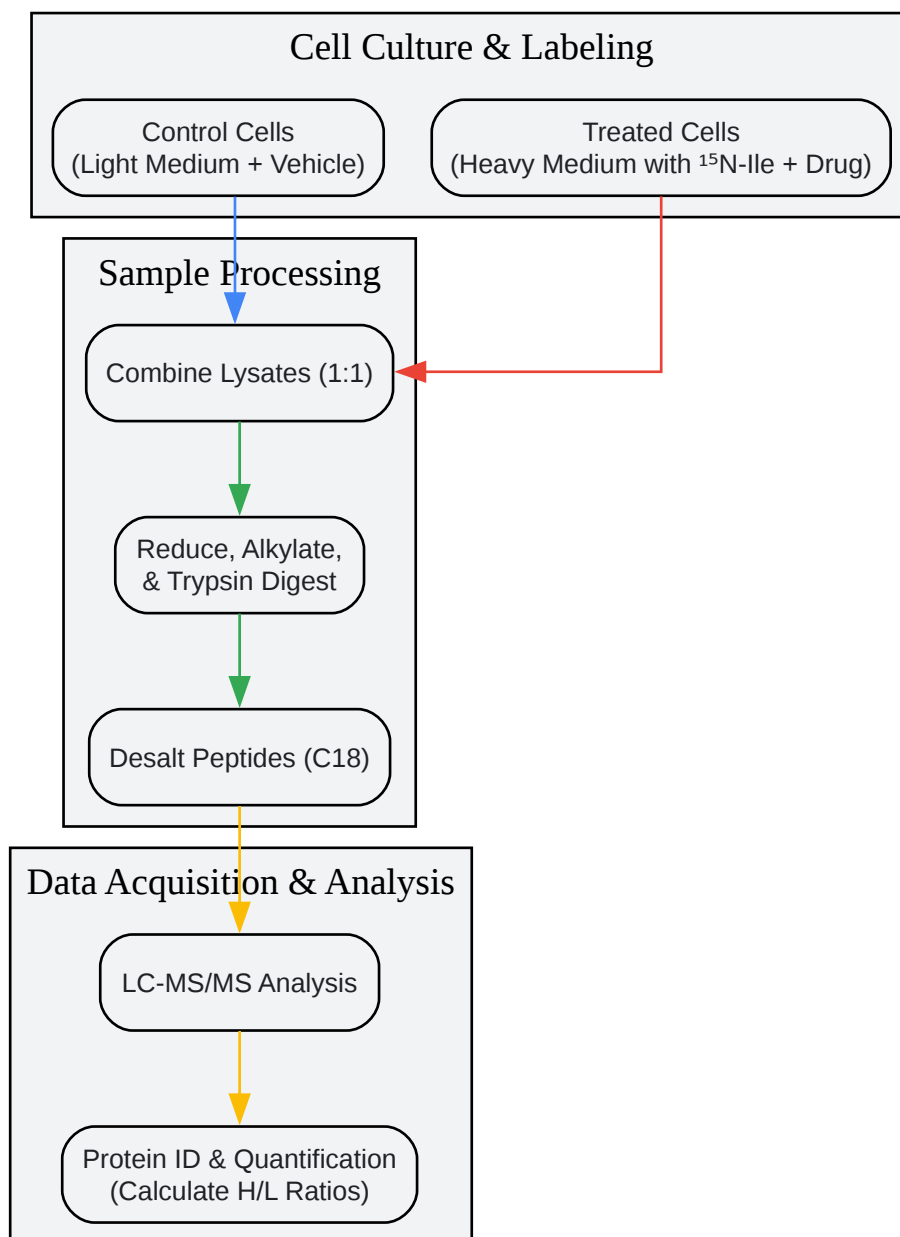 Cell Culture & Labeling
Control Cells
(Light Medium + Vehicle)
Treated Cells
(Heavy Medium with ¹⁵N-Ile + Drug)
Sample Processing
Combine Lysates (1:1)
Reduce, Alkylate,
& Trypsin Digest
Desalt Peptides (C18)
Data Acquisition & Analysis
LC-MS/MS Analysis
Protein ID & Quantification
(Calculate H/L Ratios)